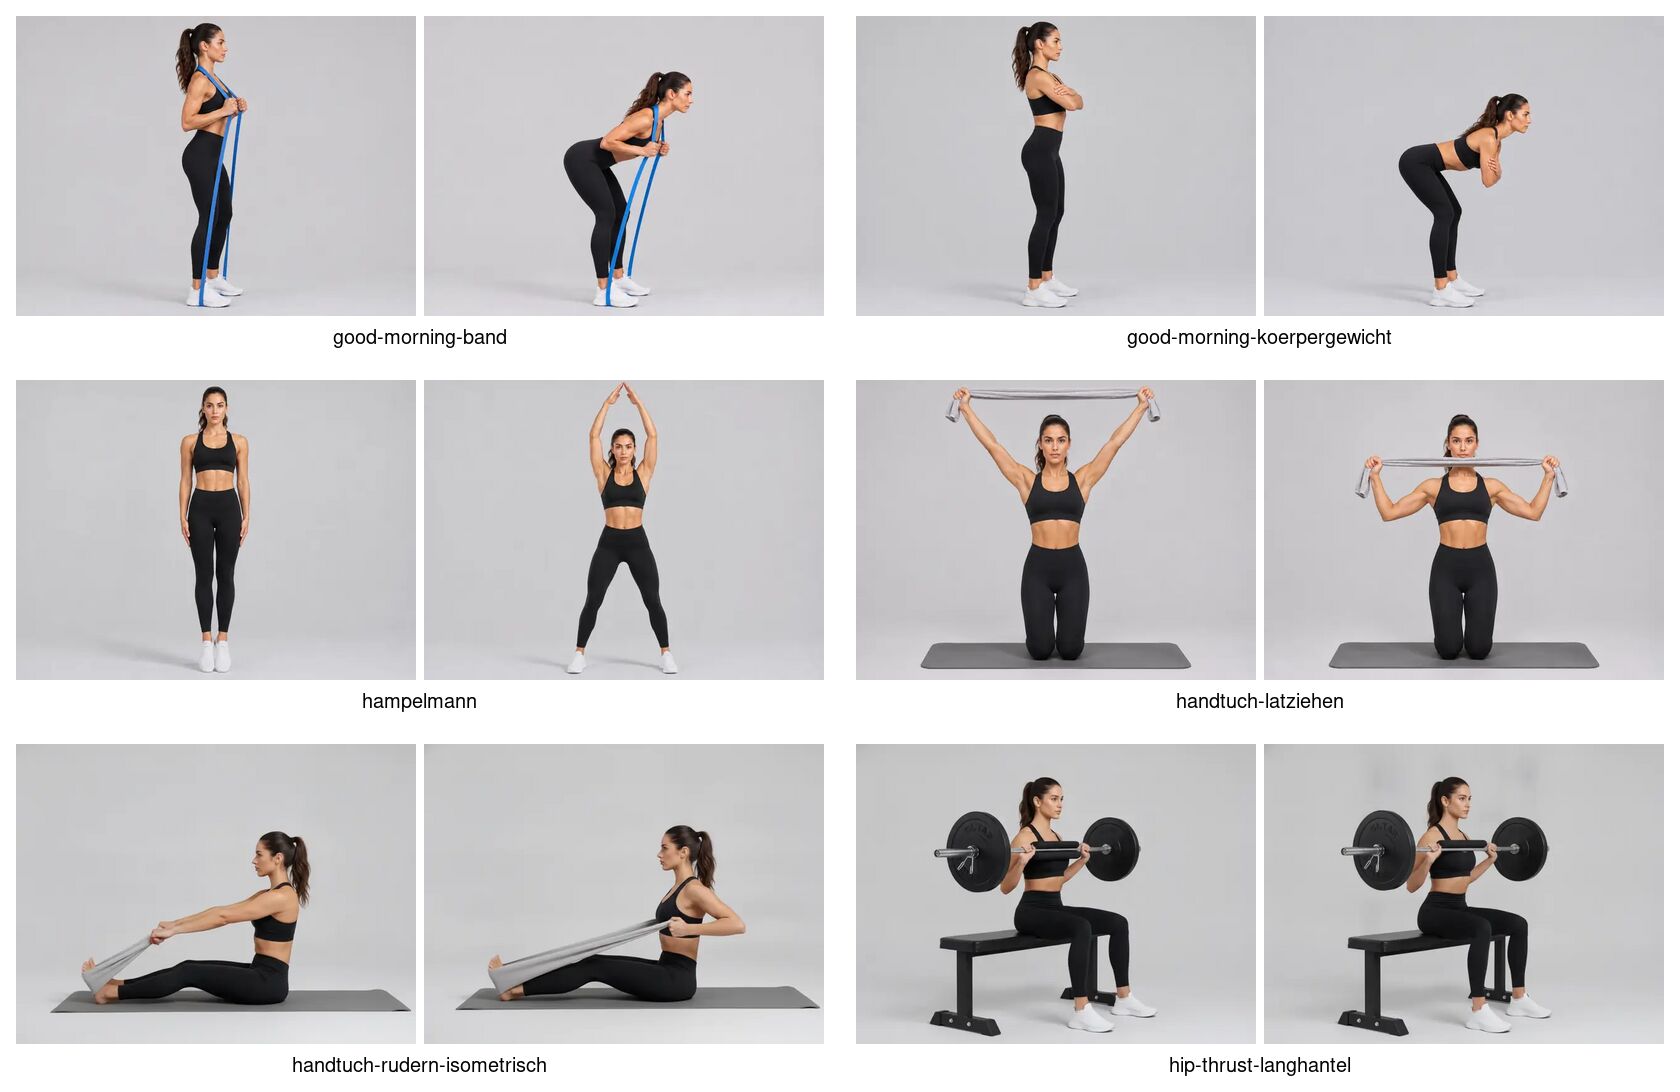 good-morning-band
good-morning-koerpergewicht
hampelmann
handtuch-latziehen
handtuch-rudern-isometrisch
hip-thrust-langhantel